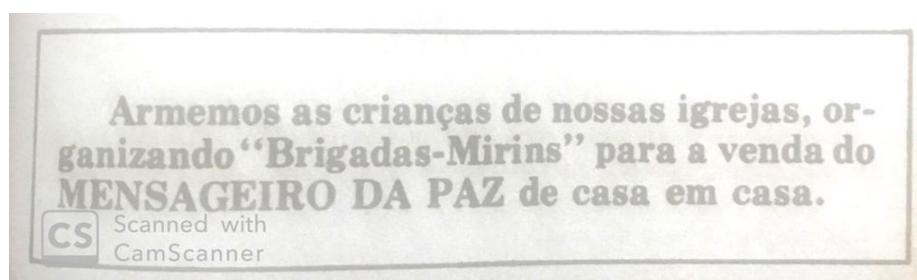 Armemos as crianças de nossas igrejas, or-
ganizando "Brigadas-Mirins" para a venda do
MENSAGEIRO DA PAZ de casa em casa.
CS Scanned with
CamScanner